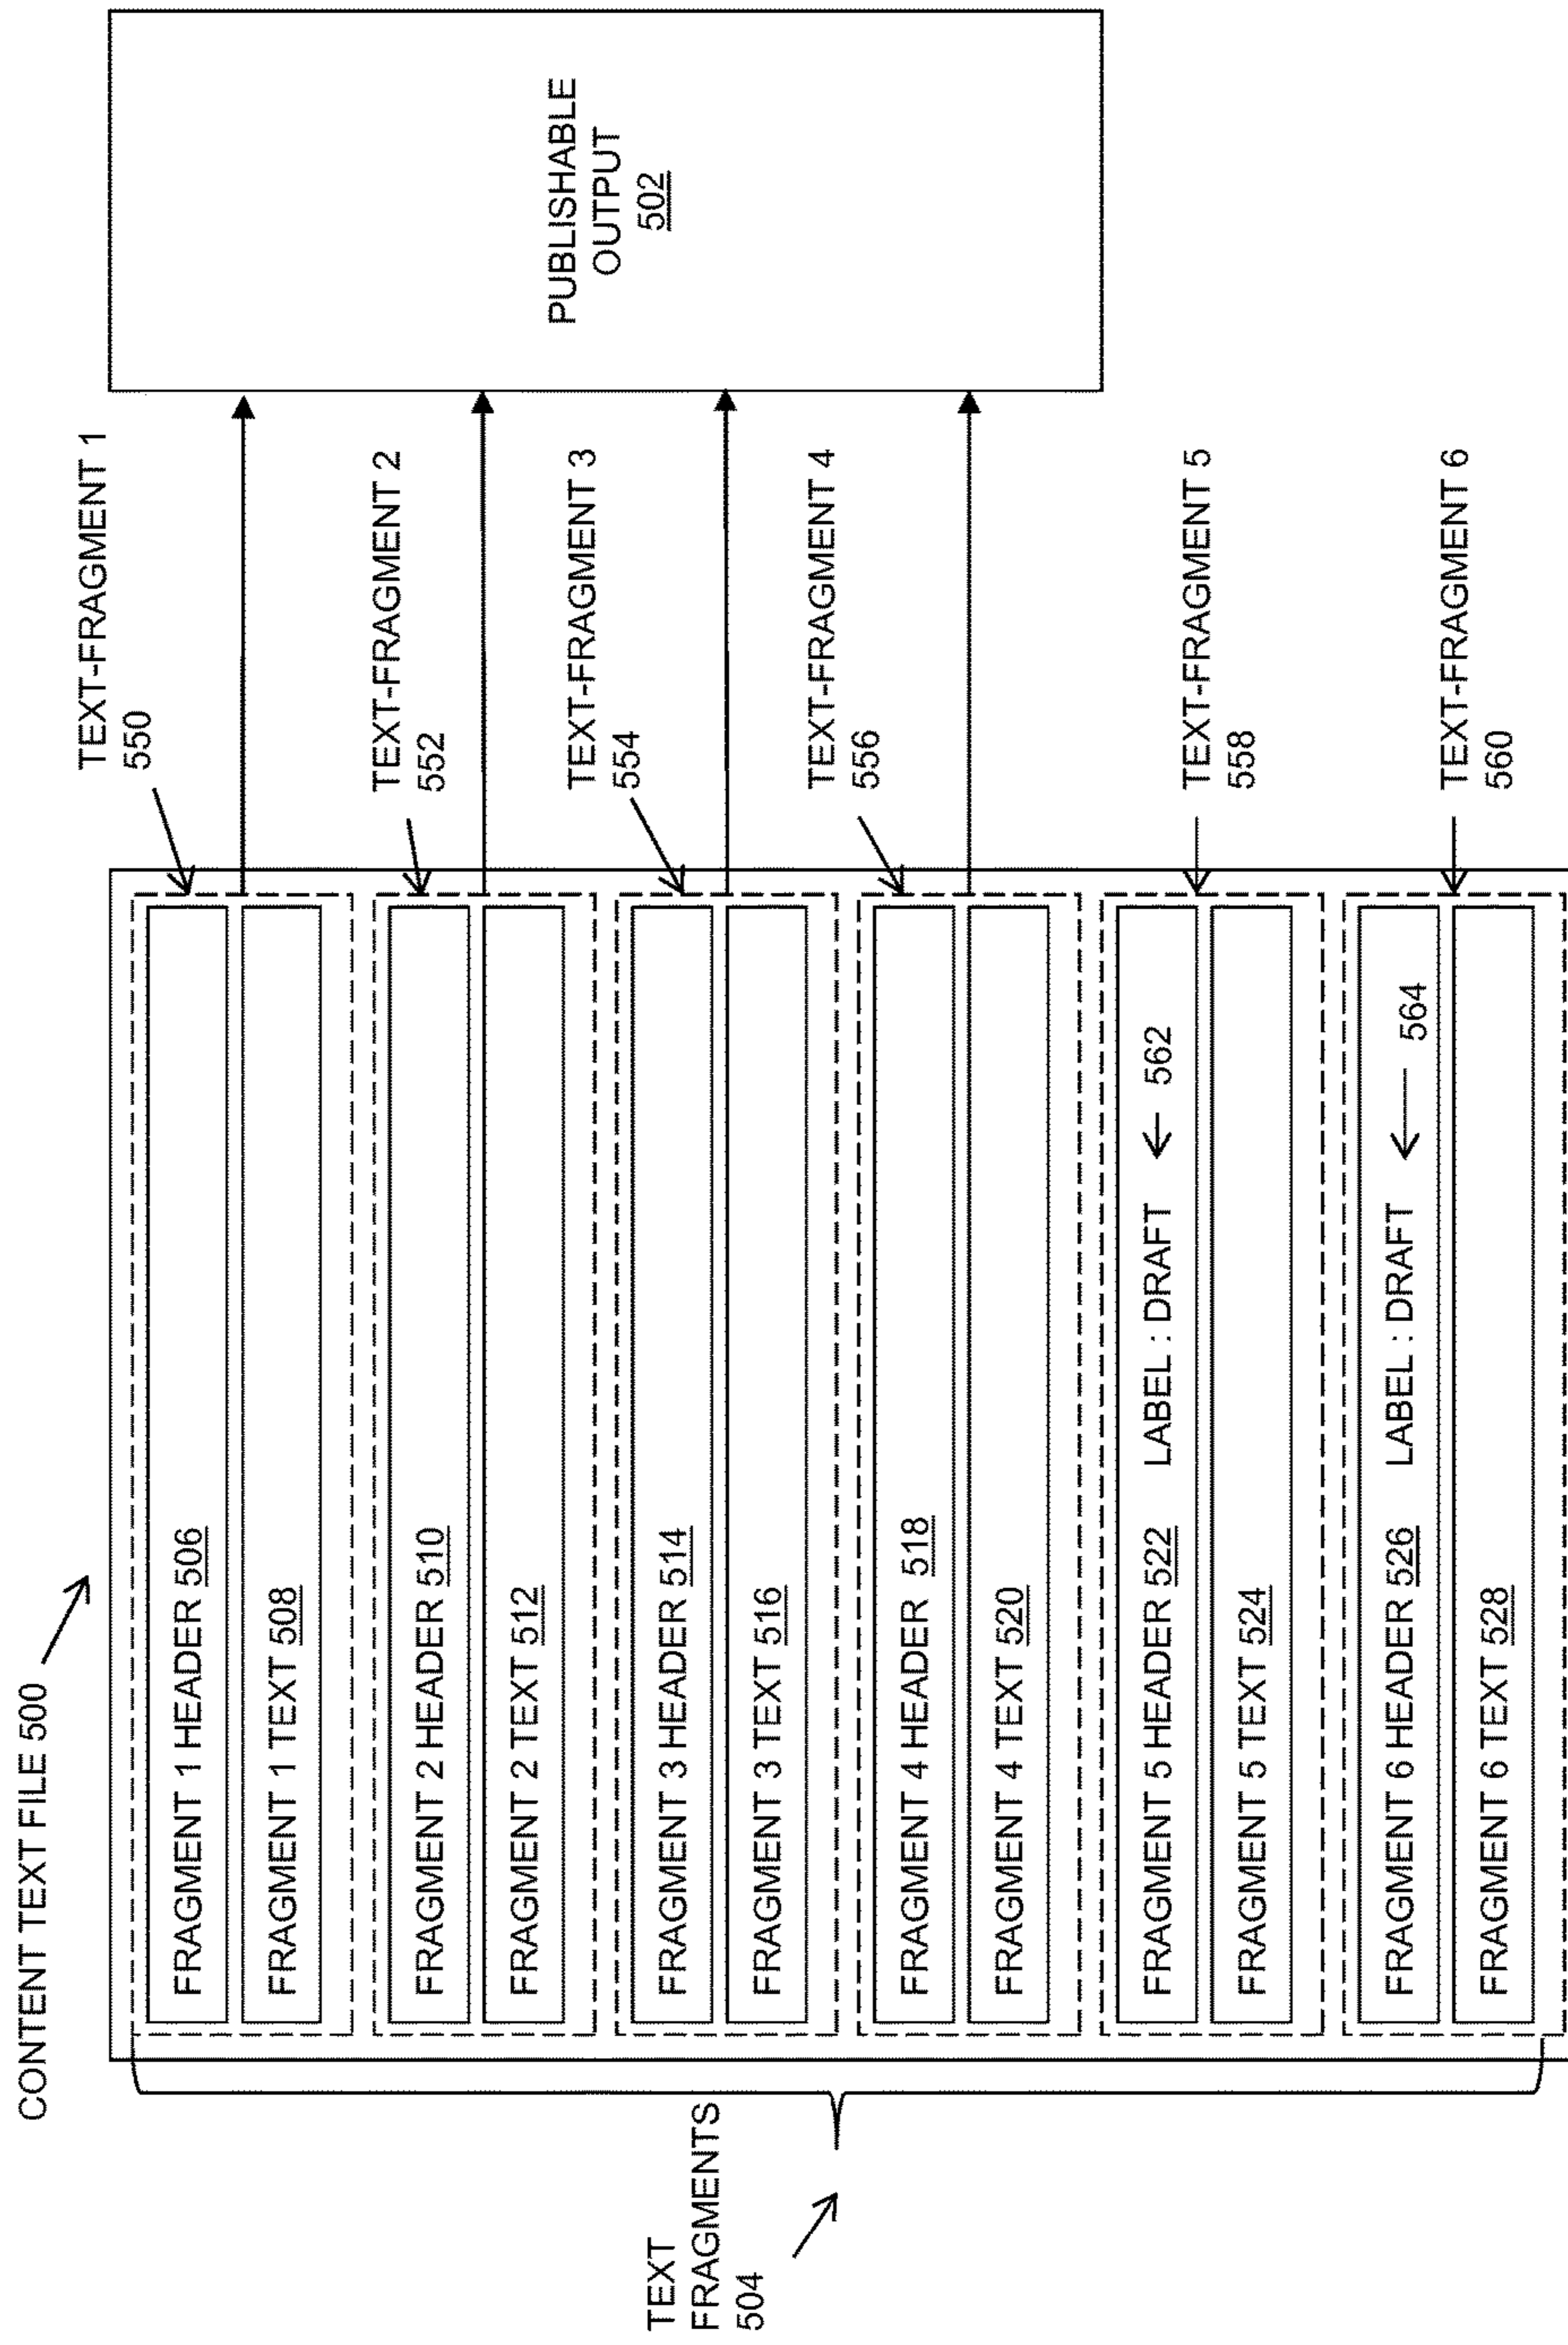 CONTENT TEXT FILE 500
TEXT
FRAGMENTS
504
FRAGMENT 1 HEADER 506
FRAGMENT 1 TEXT 508
FRAGMENT 2 HEADER 510
FRAGMENT 2 TEXT 512
FRAGMENT 3 HEADER 514
FRAGMENT 3 TEXT 516
FRAGMENT 4 HEADER 518
FRAGMENT 4 TEXT 520
FRAGMENT 5 HEADER 522 LABEL : DRAFT 562
FRAGMENT 5 TEXT 524
FRAGMENT 6 HEADER 526 LABEL : DRAFT 564
FRAGMENT 6 TEXT 528
TEXT-FRAGMENT 1
550
TEXT-FRAGMENT 2
552
TEXT-FRAGMENT 3
554
TEXT-FRAGMENT 4
556
TEXT-FRAGMENT 5
558
TEXT-FRAGMENT 6
560
PUBLISHABLE
OUTPUT
502